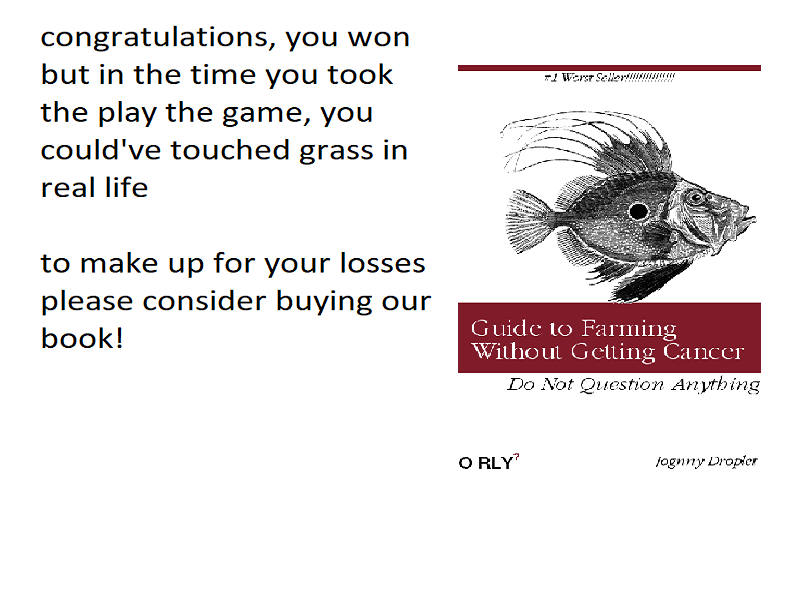 congratulations, you won
but in the time you took
the play the game, you
could've touched grass in
real life
to make up for your losses
please consider buying our
book!
#1 Worst Seller!!!!!!!!!!!!!!!
Guide to Farming
Without Getting Cancer
Do Not Question Anything
O RLY?
Jognny Dropler